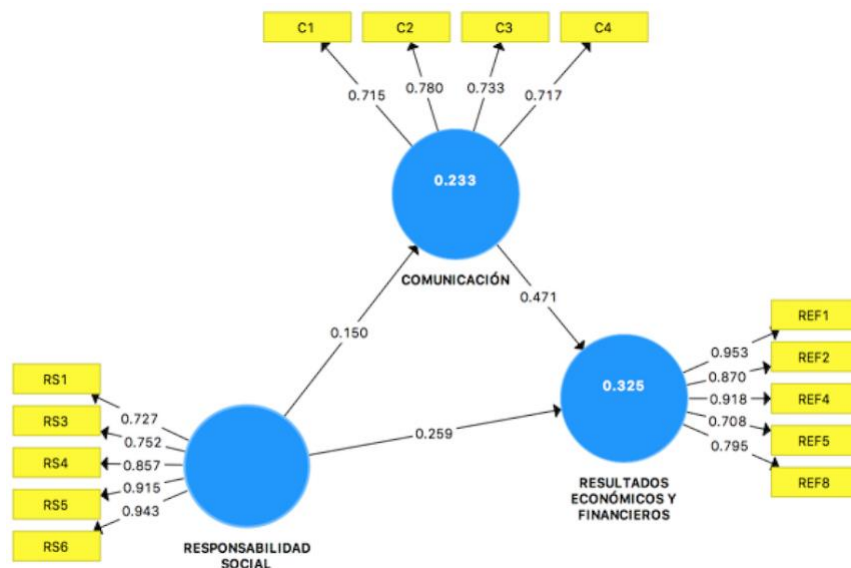 C1
C2
C3
C4
0.715
0.780
0.733
0.717
0.233
COMUNICACIÓN
0.150
0.471
0.259
RS1
RS3
RS4
RS5
RS6
0.727
0.752
0.857
0.915
0.943
RESPONSABILIDAD
SOCIAL
0.325
RESULTADOS
ECONÓMICOS Y
FINANCIEROS
0.953
0.870
0.918
0.708
0.795
REF1
REF2
REF4
REF5
REF8